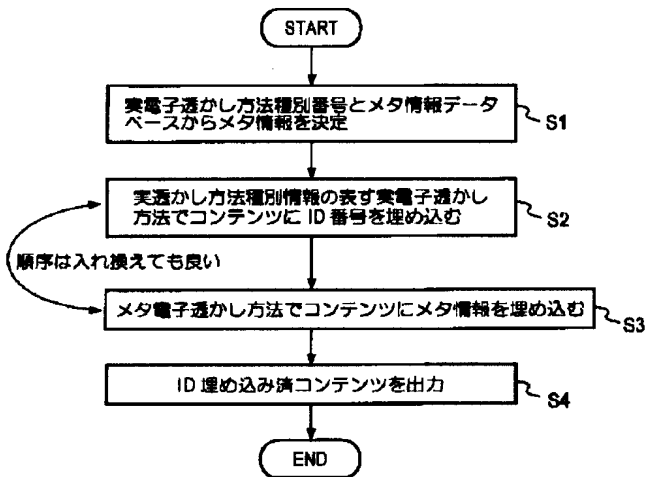 START
実電子透かし方法種別番号とメタ情報データ
ベースからメタ情報を決定
S1
実透かし方法種別情報の表す実電子透かし
方法でコンテンツに ID 番号を埋め込む
S2
順序は入れ換えても良い
メタ電子透かし方法でコンテンツにメタ情報を埋め込む
S3
ID 埋め込み済コンテンツを出力
S4
END